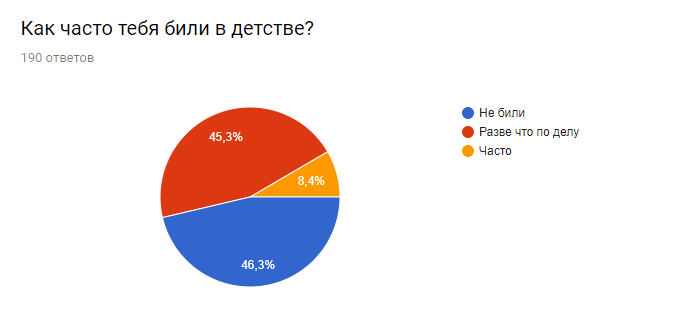 Как часто тебя били в детстве?
190 ответов
Не били
Разве что по делу
Часто
45,3%
8,4%
46,3%